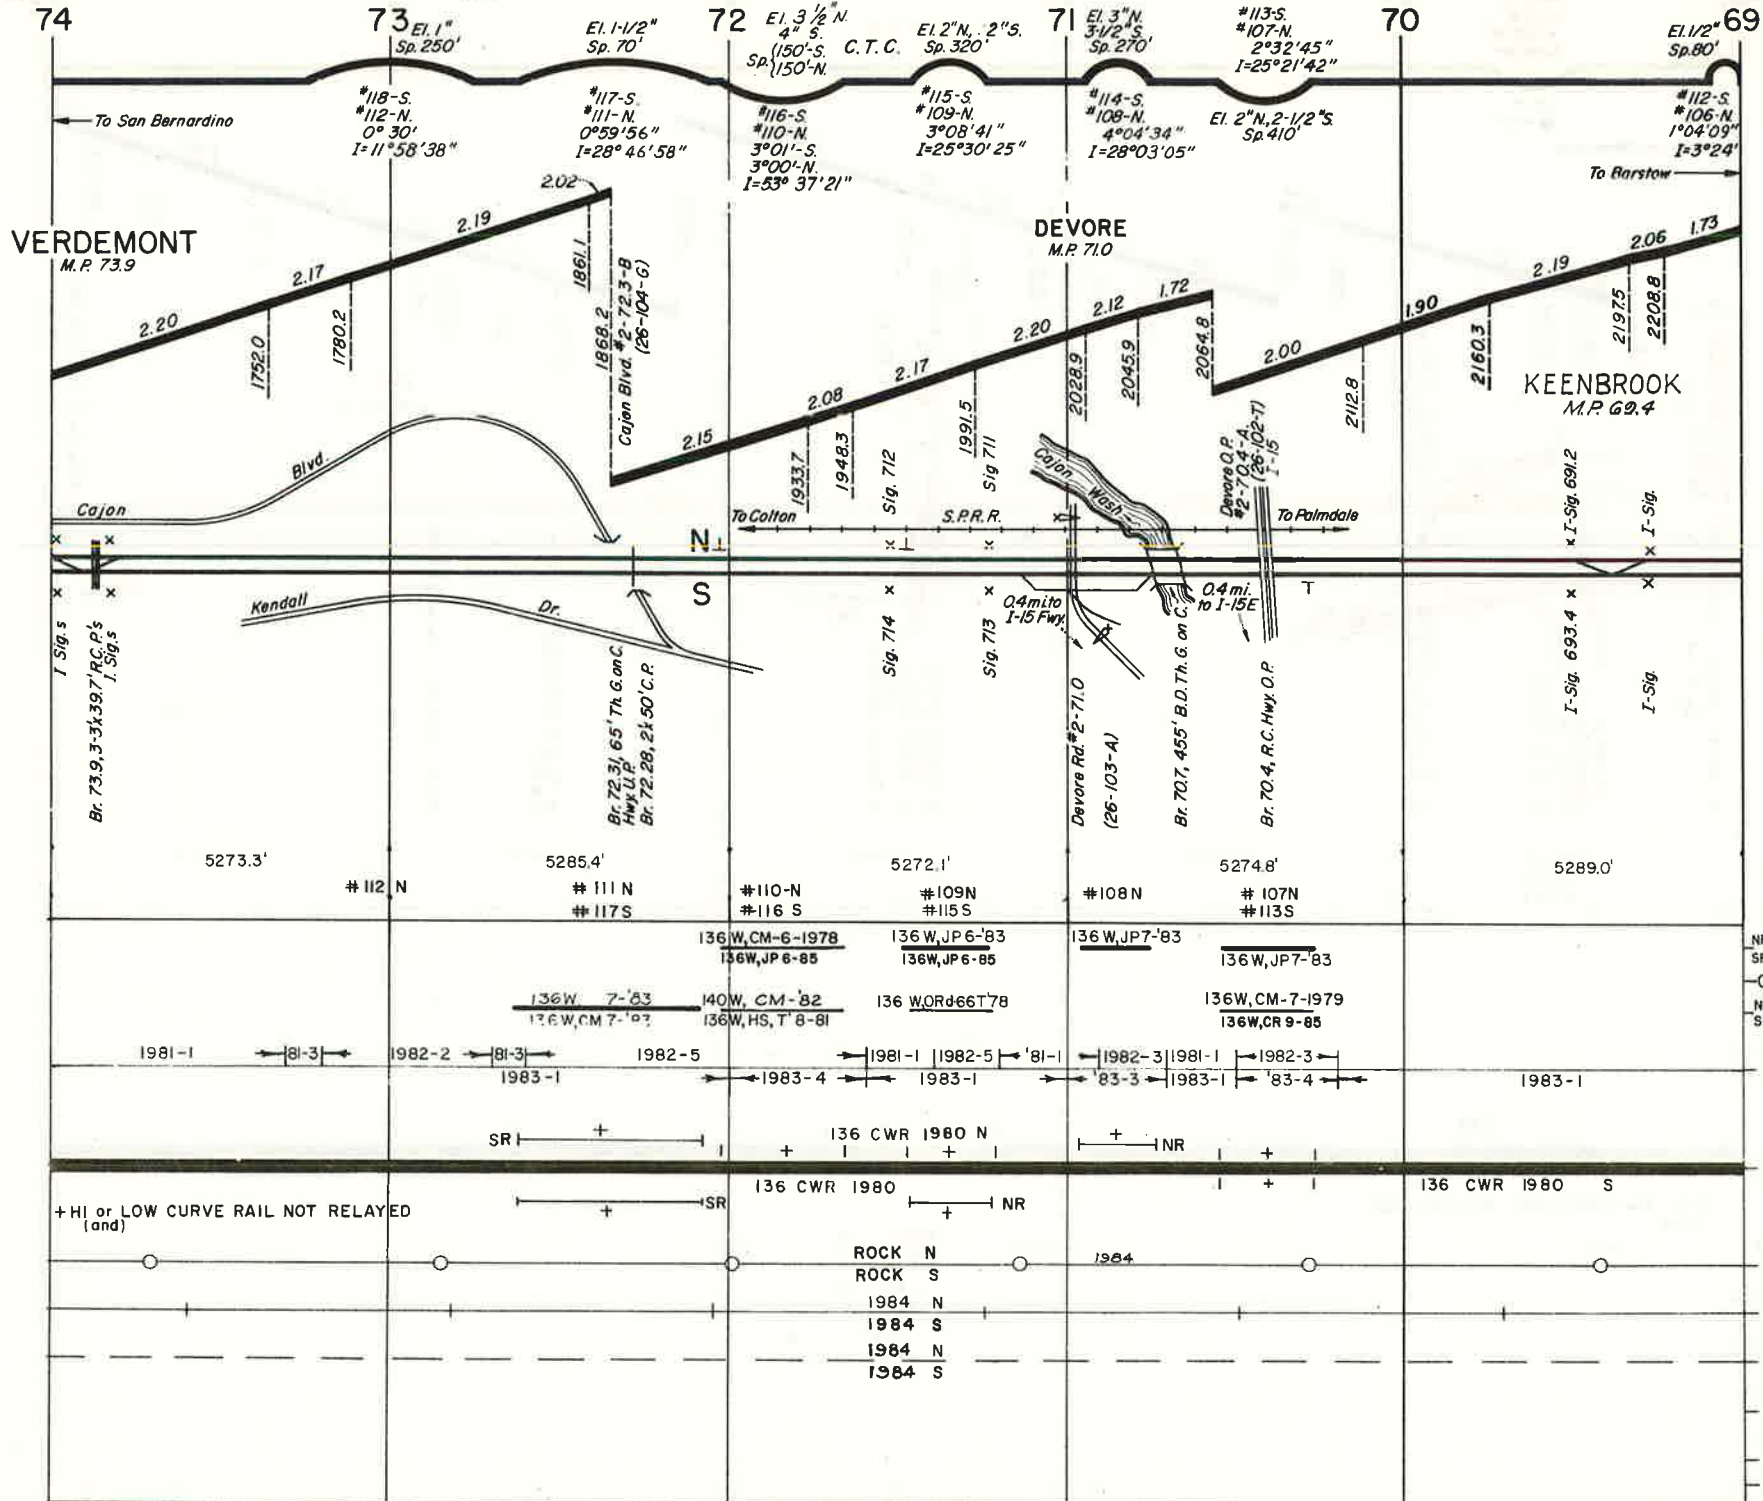 74
73
72
71
70
69
El. 1"
Sp. 250'
El. 1-1/2"
Sp. 70'
El. 3 1/2" N.
4" S.
Sp. {150'-S.
{150'-N.
C.T.C.
El. 2"N, .2"S.
Sp. 320'
El. 3"N.
3-1/2" S.
Sp. 270'
#113-S.
#107-N.
2°32'45"
I=25°21'42"
El. 1/2"
Sp. 80'
To San Bernardino
#118-S.
#112-N.
0° 30'
I=11°58'38"
#117-S.
#111-N.
0°59'56"
I=28°46'58"
#116-S.
#110-N.
3°01'-S.
3°00'-N.
I=53° 37'21"
#115-S.
#109-N.
3°08'41"
I=25°30'25"
#114-S.
#108-N.
4°04'34"
I=28°03'05"
El. 2"N, 2-1/2"S.
Sp. 410'
#112-S.
#106-N.
1°04'09"
I=3°24'
To Barstow
VERDEMONT
M.P. 73.9
DEVORE
M.P. 71.0
KEENBROOK
M.P. 69.4
2.20
2.17
2.19
2.02
2.15
2.08
2.17
2.20
2.12
1.72
2.00
1.90
2.19
2.06
1.73
1752.0
1780.2
1861.1
1868.2
Cajon Blvd. #2-72.3-B
(26-104-G)
1933.7
1948.3
1991.5
2028.9
2045.9
2064.8
2112.8
2160.3
2197.5
2208.8
Sig. 712
Sig 711
Cajon Wash
Devore O.P.
#2-70.4-A.
(26-102-T)
I-15
I-Sig. 691.2
I-Sig.
Cajon Blvd.
To Colton
S.P.R.R.
To Palmdale
N
S
Kendall Dr.
0.4 mi to
I-15 Fwy.
0.4 mi.
to I-15E
I Sig.s
Br. 73.9, 3-3'x39.7' R.C.P.'s
I. Sig.s
Br. 72.31, 65' Th. G. on C.
Hwy. U.P.
Br. 72.28, 2'x50' C.P.
Sig. 714
Sig. 713
Devore Rd. #2-71.0
(26-103-A)
Br. 70.7, 455' B.D. Th. G. on C.
Br. 70.4, R.C. Hwy. O.P.
I-Sig. 693.4
I-Sig.
5273.3'
5285.4'
5272.1'
5274.8'
5289.0'
#112 N
#111 N
#117 S
#110-N
#116 S
#109N
#115S
#108N
#107N
#113S
136 W, CM-6-1978
136W, JP 6-85
136 W, JP 6-'83
136W, JP 6-85
136 W, JP7-'83
136 W, JP7-'83
136W. 7-'83
136W, CM 7-'83
140W, CM-'82
136W, HS, T' 8-81
136 W,ORd-66T'78
136W, CM-7-1979
136W, CR 9-85
1981-1
81-3
1982-2
81-3
1982-5
1981-1
1982-5
'81-1
1982-3
1981-1
1982-3
1983-1
1983-4
1983-1
'83-3
1983-1
'83-4
1983-1
SR
136 CWR 1980 N
NR
136 CWR 1980
136 CWR 1980 S
+ HI or LOW CURVE RAIL NOT RELAYED
(and)
SR
NR
ROCK N
ROCK S
1984
1984 N
1984 S
1984 N
1984 S